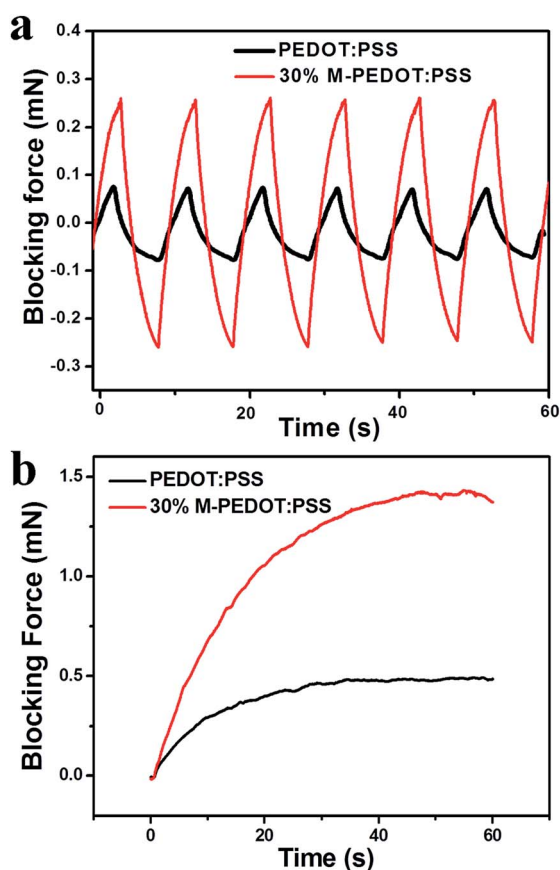 a
PEDOT:PSS
30% M-PEDOT:PSS
Blocking force (mN)
0.4
0.3
0.2
0.1
0.0
-0.1
-0.2
-0.3
0 20 40 60
Time (s)
b
PEDOT:PSS
30% M-PEDOT:PSS
Blocking Force (mN)
1.5
1.0
0.5
0.0
0 20 40 60
Time (s)